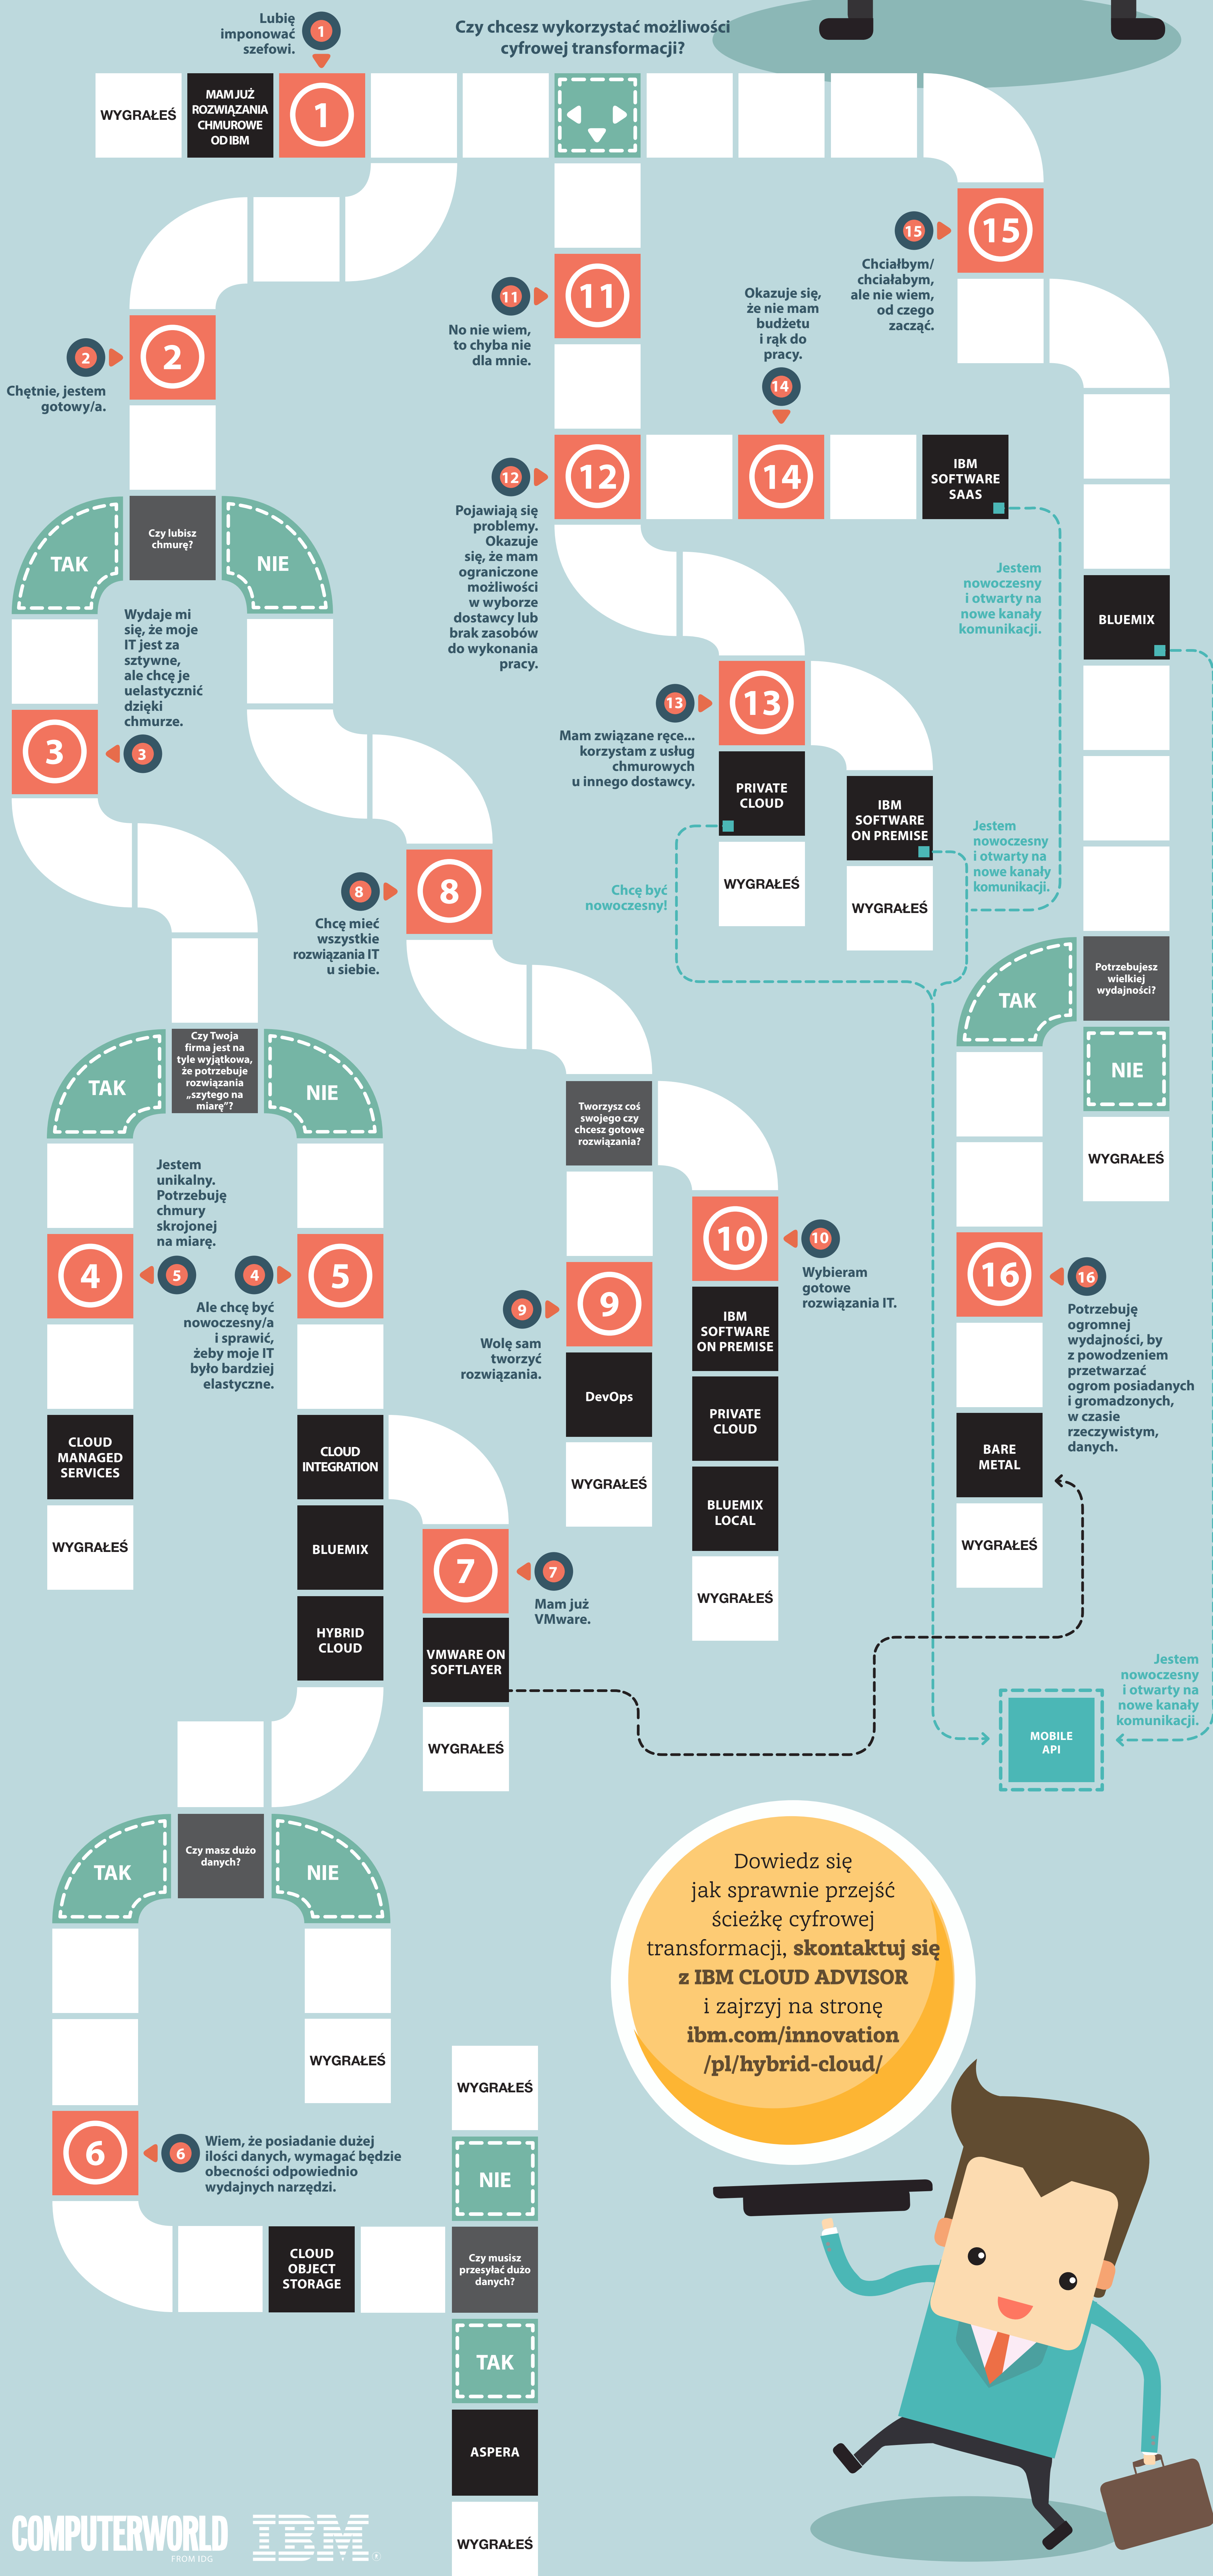 Lubię
imponować
szefowi.
1
Czy chcesz wykorzystać możliwości
cyfrowej transformacji?
WYGRAŁEŚ
MAM JUŻ
ROZWIĄZANIA
CHMUROWE
OD IBM
1
15
15
Chciałbym/
chciałabym,
ale nie wiem,
od czego
zacząć.
11
11
No nie wiem,
to chyba nie
dla mnie.
Okazuje się,
że nie mam
budżetu
i rąk do
pracy.
14
2
2
Chętnie, jestem
gotowy/a.
12
12
Pojawiają się
problemy.
Okazuje
się, że mam
ograniczone
możliwości
w wyborze
dostawcy lub
brak zasobów
do wykonania
pracy.
14
IBM
SOFTWARE
SAAS
Jestem
nowoczesny
i otwarty na
nowe kanały
komunikacji.
BLUEMIX
TAK
Czy lubisz
chmurę?
NIE
Wydaje mi
się, że moje
IT jest za
sztywne,
ale chcę je
uelastycznić
dzięki
chmurze.
3
3
13
13
Mam związane ręce...
korzystam z usług
chmurowych
u innego dostawcy.
PRIVATE
CLOUD
WYGRAŁEŚ
IBM
SOFTWARE
ON PREMISE
WYGRAŁEŚ
Jestem
nowoczesny
i otwarty na
nowe kanały
komunikacji.
Chcę być
nowoczesny!
8
8
Chcę mieć
wszystkie
rozwiązania IT
u siebie.
TAK
Potrzebujesz
wielkiej
wydajności?
NIE
WYGRAŁEŚ
TAK
Czy Twoja
firma jest na
tyle wyjątkowa,
że potrzebuje
rozwiązania
„szytego na
miarę”?
NIE
Tworzysz coś
swojego czy
chcesz gotowe
rozwiązania?
Jestem
unikalny.
Potrzebuję
chmury
skrojonej
na miarę.
4
5
4
5
Ale chcę być
nowoczesny/a
i sprawić,
żeby moje IT
było bardziej
elastyczne.
9
9
Wolę sam
tworzyć
rozwiązania.
10
10
Wybieram
gotowe
rozwiązania IT.
16
16
Potrzebuję
ogromnej
wydajności, by
z powodzeniem
przetwarzać
ogrom posiadanych
i gromadzonych,
w czasie
rzeczywistym,
danych.
CLOUD
MANAGED
SERVICES
WYGRAŁEŚ
CLOUD
INTEGRATION
BLUEMIX
HYBRID
CLOUD
DevOps
WYGRAŁEŚ
IBM
SOFTWARE
ON PREMISE
PRIVATE
CLOUD
BLUEMIX
LOCAL
WYGRAŁEŚ
BARE
METAL
WYGRAŁEŚ
7
7
Mam już
VMware.
VMWARE ON
SOFTLAYER
WYGRAŁEŚ
Jestem
nowoczesny
i otwarty na
nowe kanały
komunikacji.
MOBILE
API
TAK
Czy masz dużo
danych?
NIE
WYGRAŁEŚ
Dowiedz się
jak sprawnie przejść
ścieżkę cyfrowej
transformacji, skontaktuj się
z IBM CLOUD ADVISOR
i zajrzyj na stronę
ibm.com/innovation
/pl/hybrid-cloud/
6
6
Wiem, że posiadanie dużej
ilości danych, wymagać będzie
obecności odpowiednio
wydajnych narzędzi.
WYGRAŁEŚ
NIE
CLOUD
OBJECT
STORAGE
Czy musisz
przesyłać dużo
danych?
TAK
ASPERA
WYGRAŁEŚ
COMPUTERWORLD
FROM IDG
IBM®